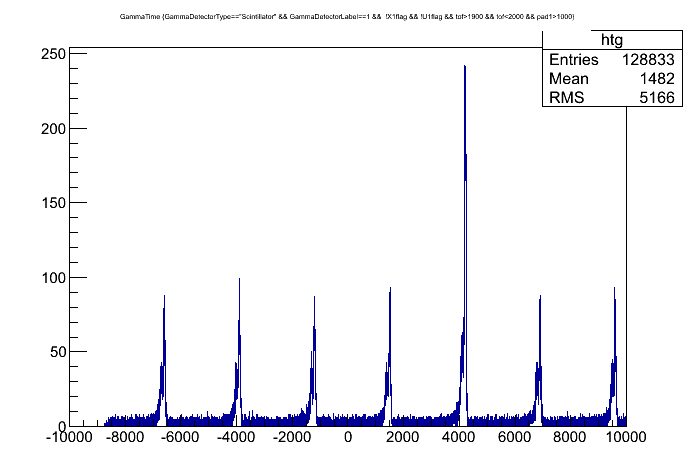 GammaTime {GammaDetectorType=="Scintillator" && GammaDetectorLabel==1 && !X1flag && !U1flag && tof>1900 && tof<2000 && pad1>1000}
htg
Entries 128833
Mean 1482
RMS 5166
250
200
150
100
50
0
-10000 -8000 -6000 -4000 -2000 0 2000 4000 6000 8000 10000